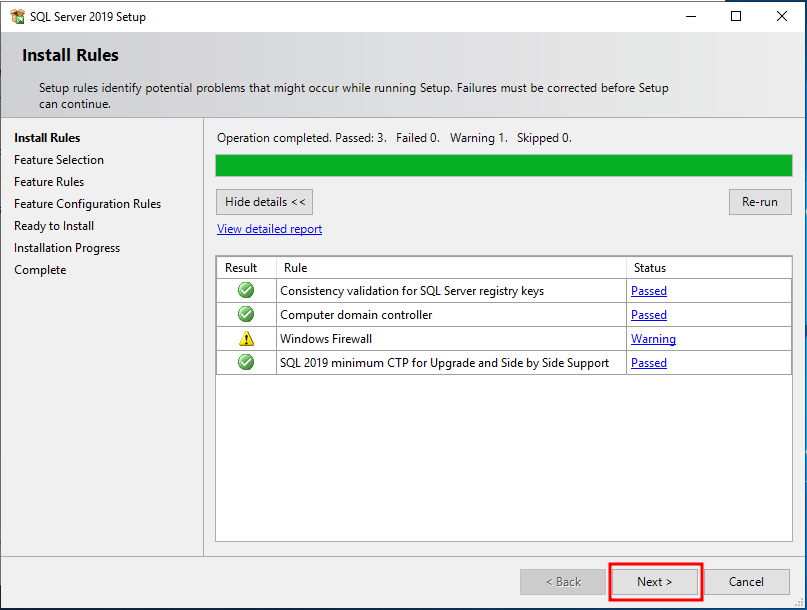 SQL Server 2019 Setup
Install Rules
Setup rules identify potential problems that might occur while running Setup. Failures must be corrected before Setup
can continue.
Install Rules
Feature Selection
Feature Rules
Feature Configuration Rules
Ready to Install
Installation Progress
Complete
Operation completed. Passed: 3.   Failed 0.   Warning 1.   Skipped 0.
Hide details <<
Re-run
View detailed report
Result Rule Status
Consistency validation for SQL Server registry keys Passed
Computer domain controller Passed
Windows Firewall Warning
SQL 2019 minimum CTP for Upgrade and Side by Side Support Passed
< Back Next > Cancel